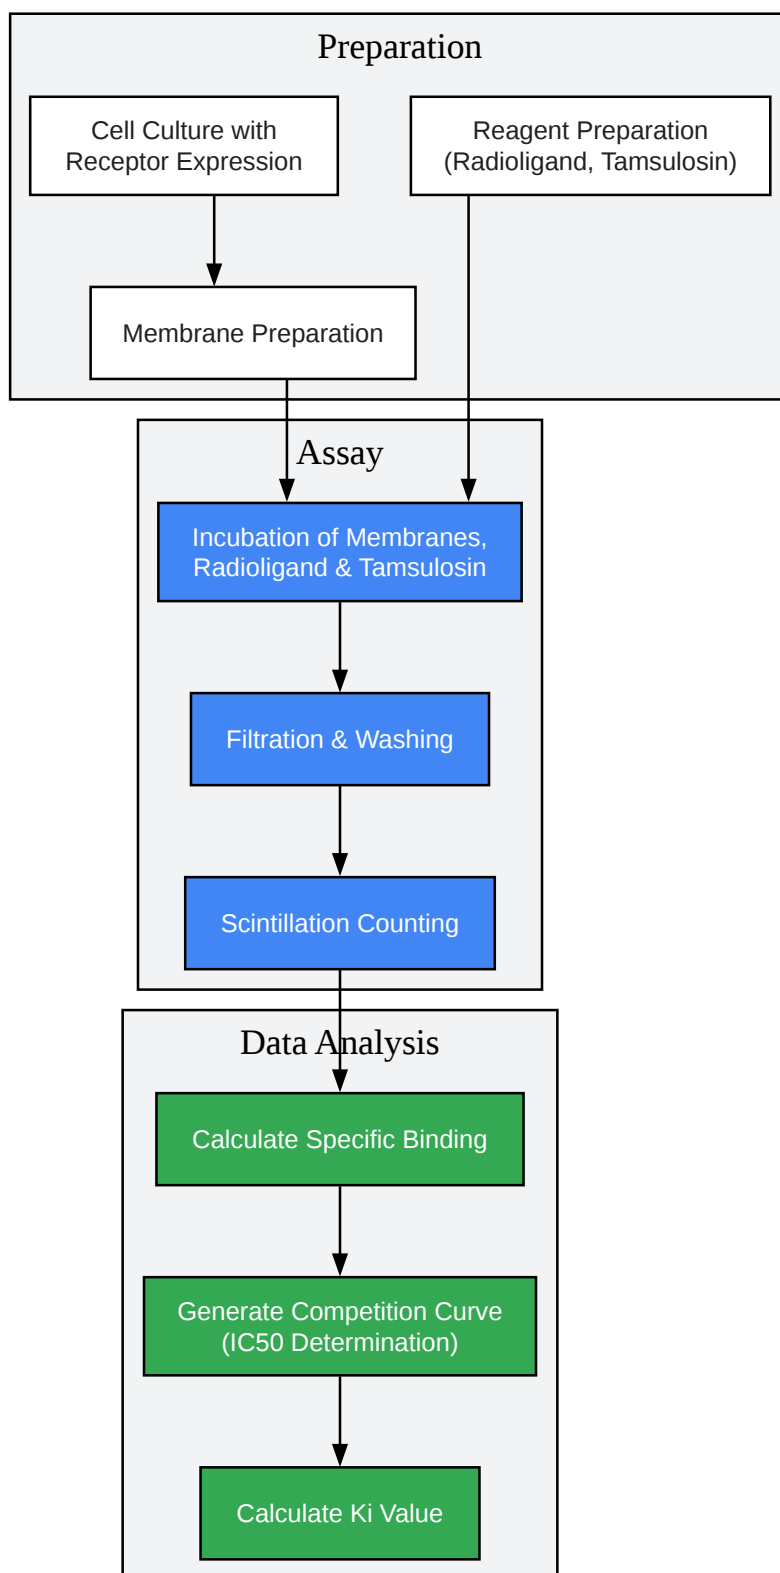 Preparation
Cell Culture with
Receptor Expression
Reagent Preparation
(Radioligand, Tamsulosin)
Membrane Preparation
Assay
Incubation of Membranes,
Radioligand & Tamsulosin
Filtration & Washing
Scintillation Counting
Data Analysis
Calculate Specific Binding
Generate Competition Curve
(IC50 Determination)
Calculate Ki Value